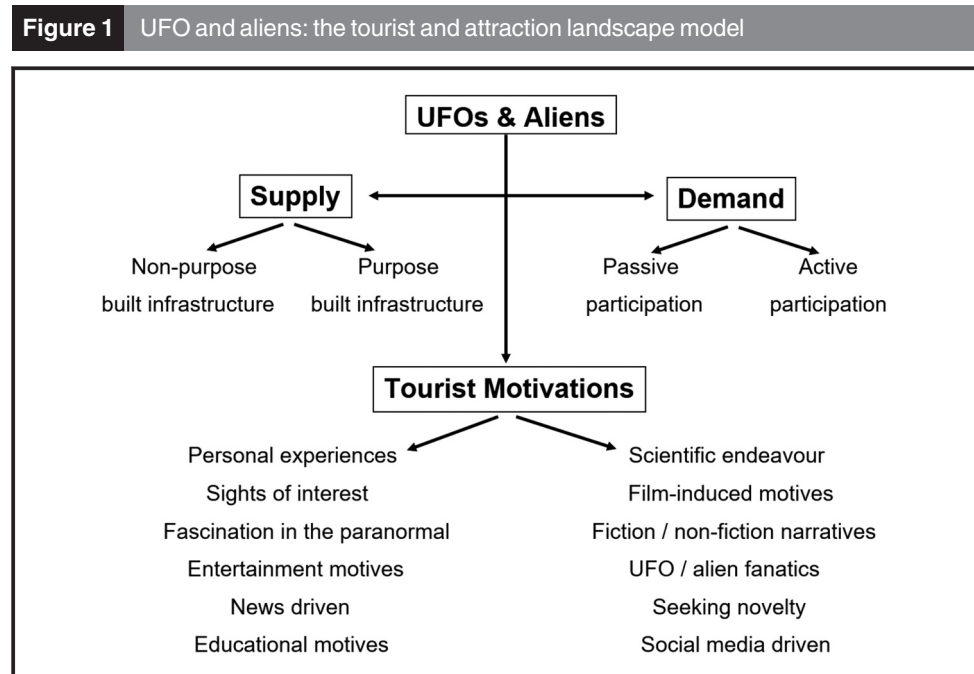 Figure 1 UFO and aliens: the tourist and attraction landscape model
UFOs & Aliens
Supply
Demand
Non-purpose
built infrastructure
Purpose
built infrastructure
Passive
participation
Active
participation
Tourist Motivations
Personal experiences
Sights of interest
Fascination in the paranormal
Entertainment motives
News driven
Educational motives
Scientific endeavour
Film-induced motives
Fiction / non-fiction narratives
UFO / alien fanatics
Seeking novelty
Social media driven